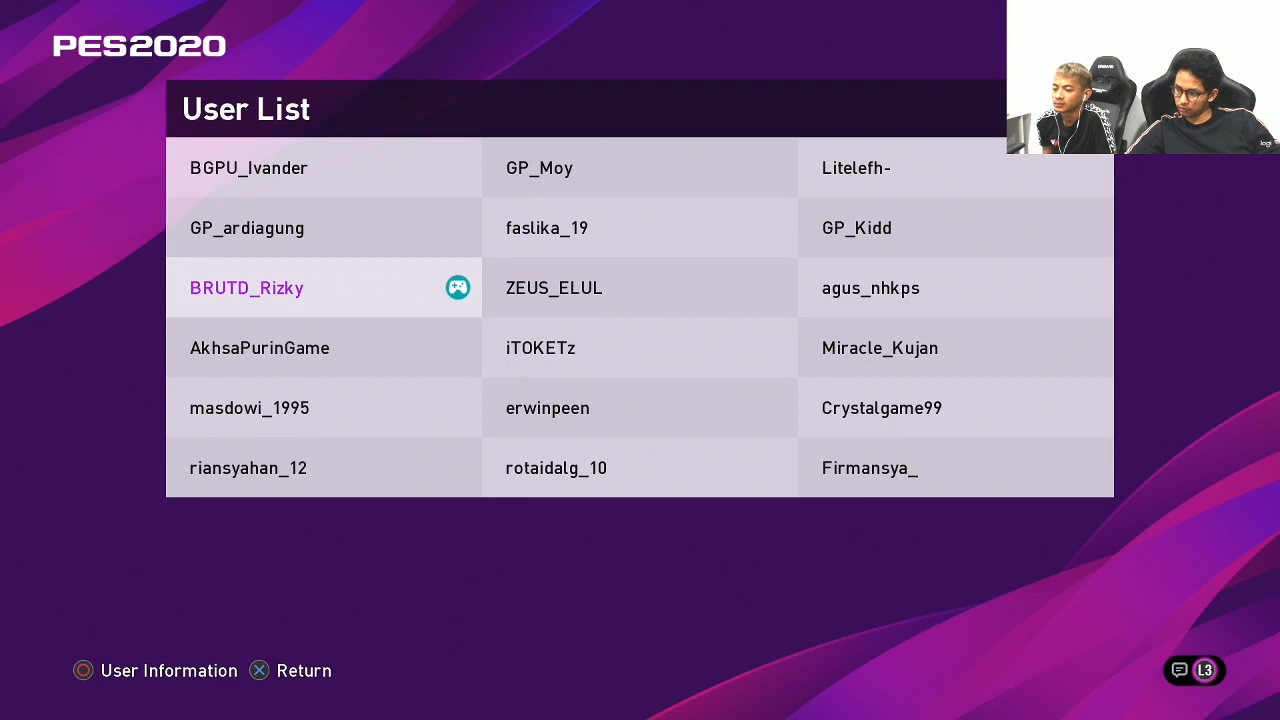 PES2020
User List
BGPU_Ivander GP_Moy Litelefh-
GP_ardiagung faslika_19 GP_Kidd
BRUTD_Rizky ZEUS_ELUL agus_nhkps
AkhsaPurinGame iTOKETz Miracle_Kujan
masdowi_1995 erwinpeen Crystalgame99
riansyahan_12 rotaidalg_10 Firmansya_
User Information Return
L3
logi